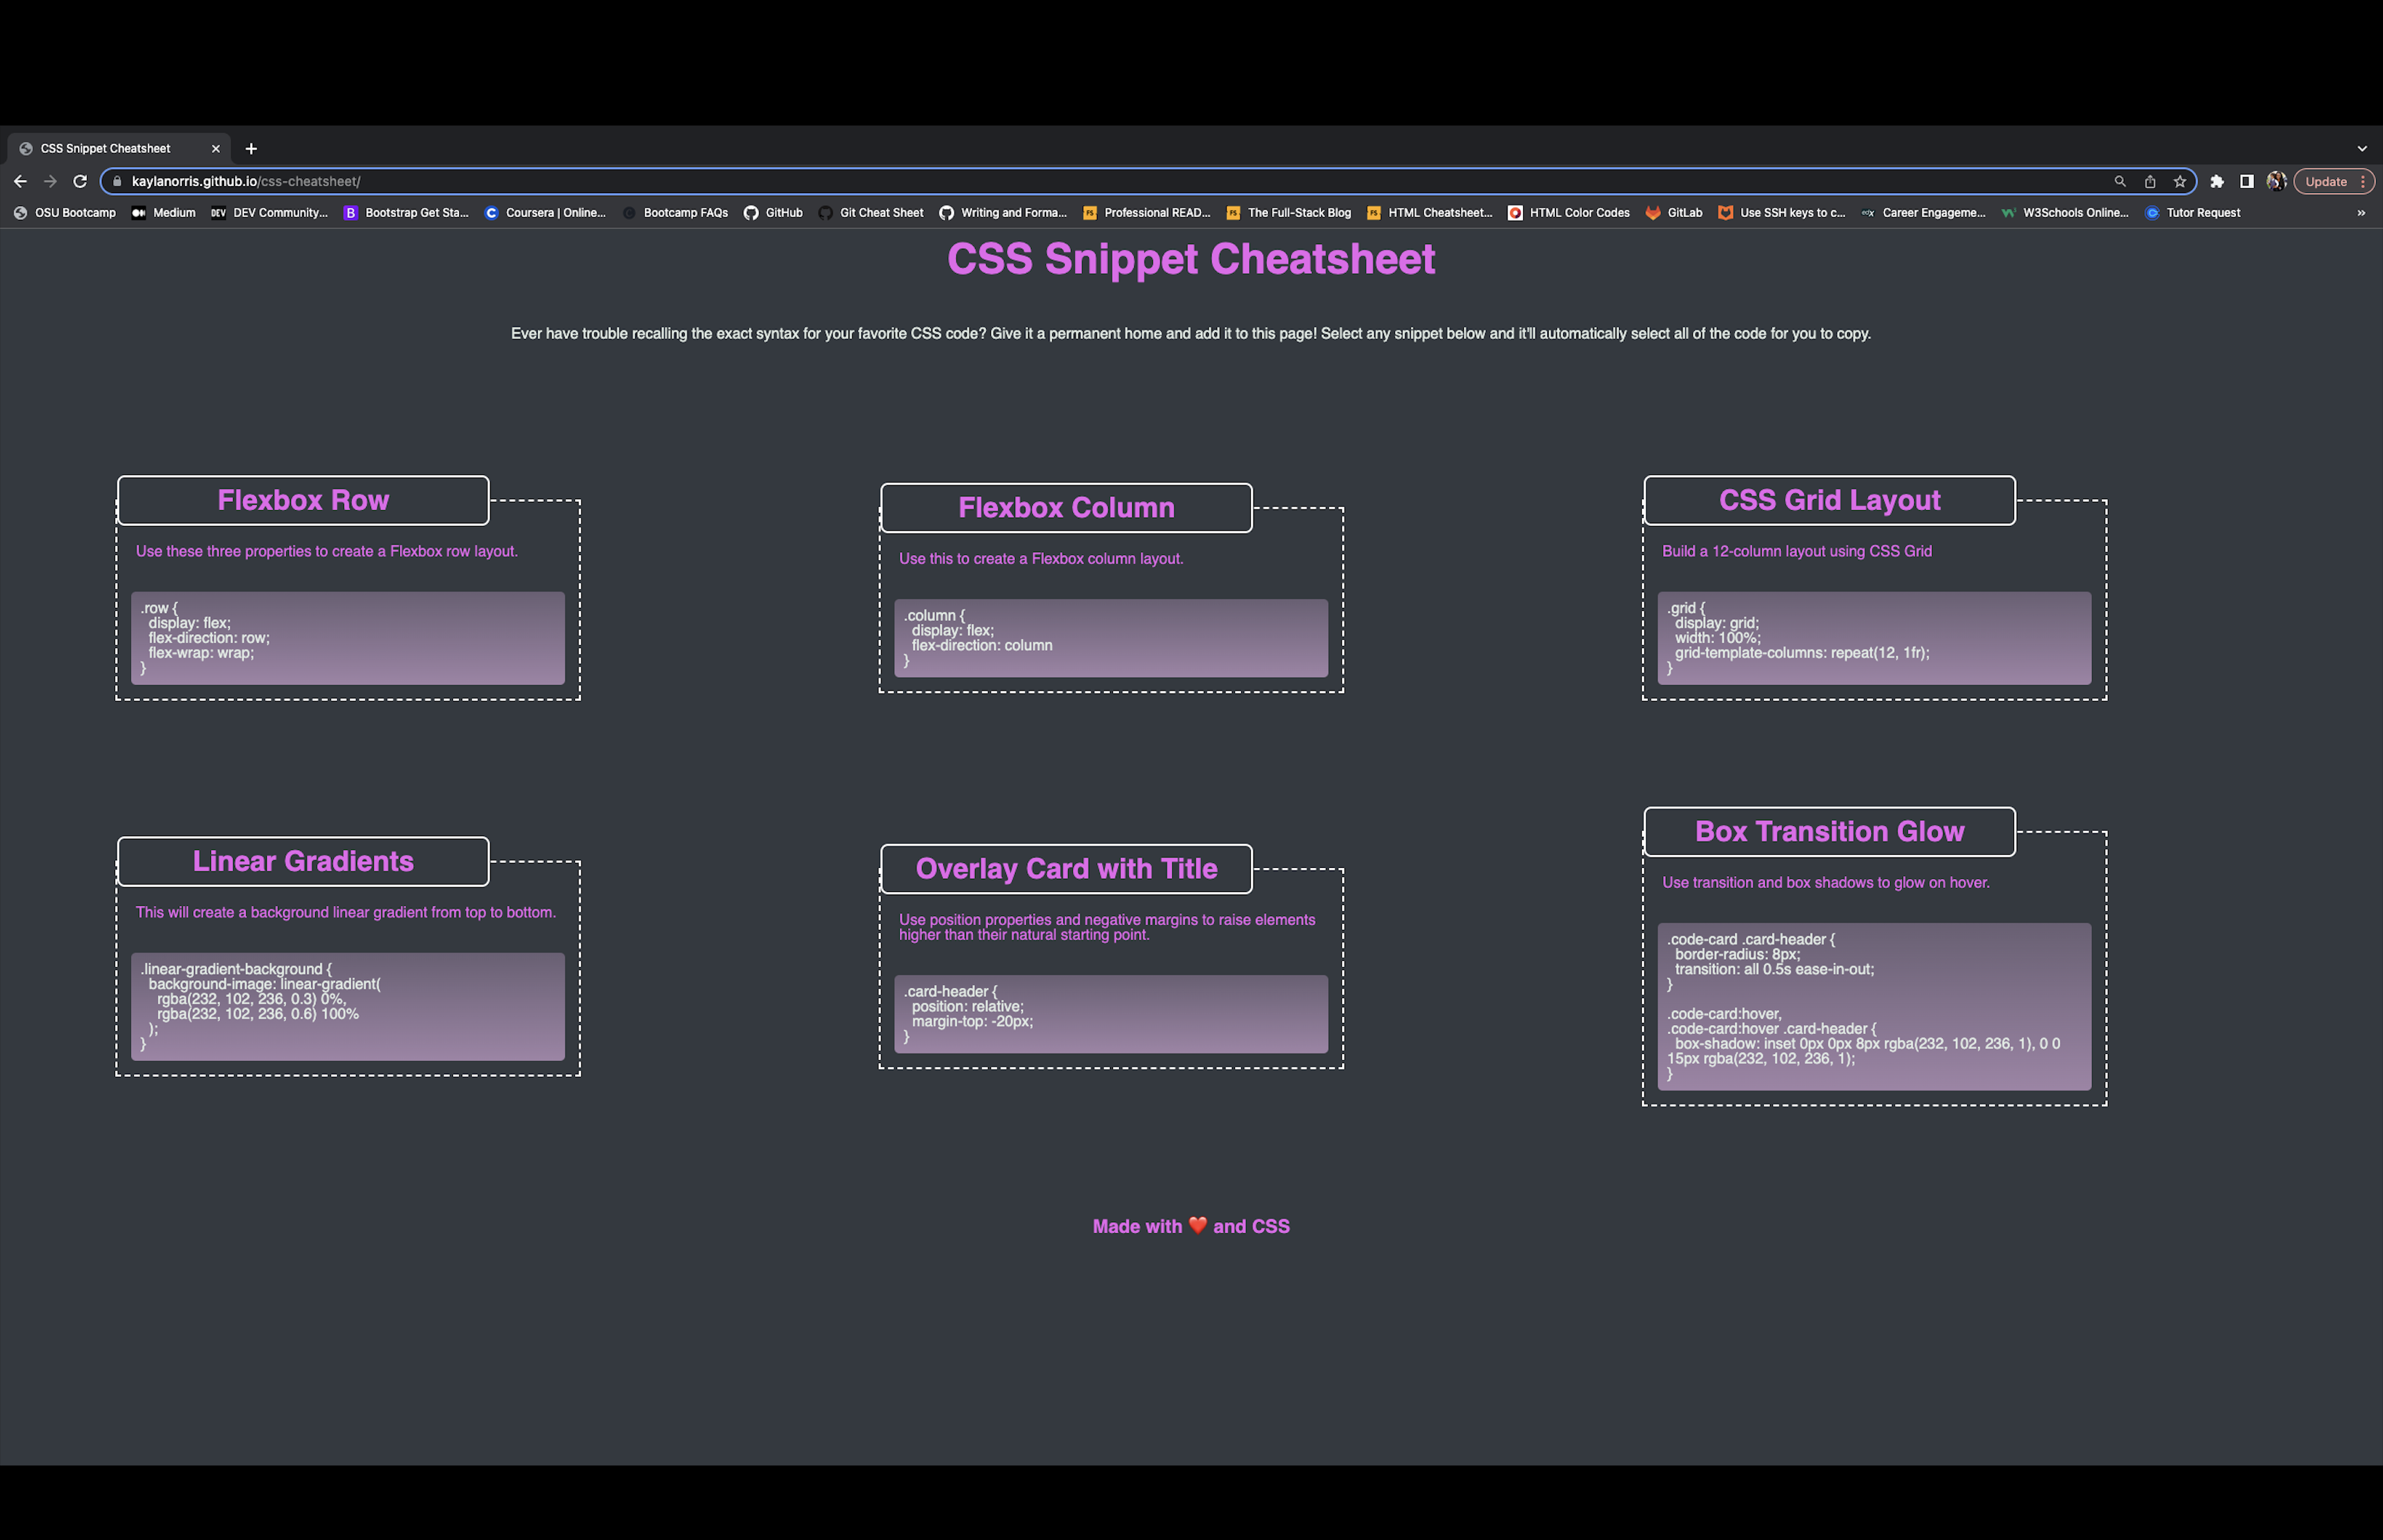 CSS Snippet Cheatsheet
kaylanorris.github.io/css-cheatsheet/
Update
OSU Bootcamp
Medium
DEV Community...
Bootstrap Get Sta...
Coursera | Online...
Bootcamp FAQs
GitHub
Git Cheat Sheet
Writing and Forma...
Professional READ...
The Full-Stack Blog
HTML Cheatsheet...
HTML Color Codes
GitLab
Use SSH keys to c...
Career Engageme...
W3Schools Online...
Tutor Request
CSS Snippet Cheatsheet
Ever have trouble recalling the exact syntax for your favorite CSS code? Give it a permanent home and add it to this page! Select any snippet below and it'll automatically select all of the code for you to copy.
Flexbox Row
Use these three properties to create a Flexbox row layout.
.row {
  display: flex;
  flex-direction: row;
  flex-wrap: wrap;
}
Flexbox Column
Use this to create a Flexbox column layout.
.column {
  display: flex;
  flex-direction: column
}
CSS Grid Layout
Build a 12-column layout using CSS Grid
.grid {
  display: grid;
  width: 100%;
  grid-template-columns: repeat(12, 1fr);
}
Linear Gradients
This will create a background linear gradient from top to bottom.
.linear-gradient-background {
  background-image: linear-gradient(
    rgba(232, 102, 236, 0.3) 0%,
    rgba(232, 102, 236, 0.6) 100%
  );
}
Overlay Card with Title
Use position properties and negative margins to raise elements
higher than their natural starting point.
.card-header {
  position: relative;
  margin-top: -20px;
}
Box Transition Glow
Use transition and box shadows to glow on hover.
.code-card .card-header {
  border-radius: 8px;
  transition: all 0.5s ease-in-out;
}
.code-card:hover,
.code-card:hover .card-header {
  box-shadow: inset 0px 0px 8px rgba(232, 102, 236, 1), 0 0
15px rgba(232, 102, 236, 1);
}
Made with ❤️ and CSS